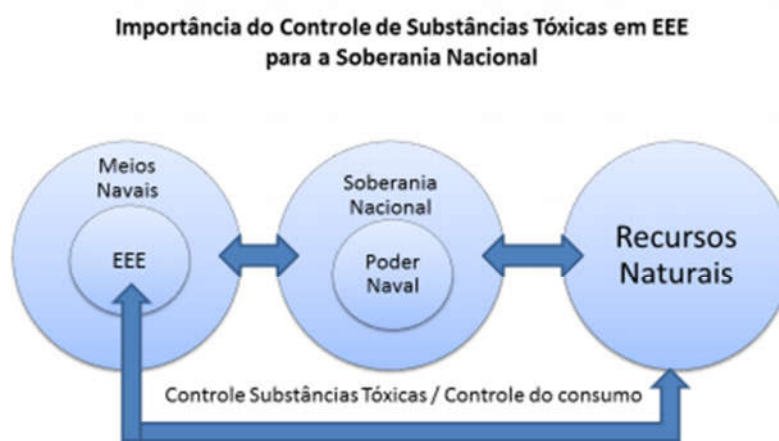 Importância do Controle de Substâncias Tóxicas em EEE
para a Soberania Nacional
Meios
Navais
EEE
Soberania
Nacional
Poder
Naval
Recursos
Naturais
Controle Substâncias Tóxicas / Controle do consumo